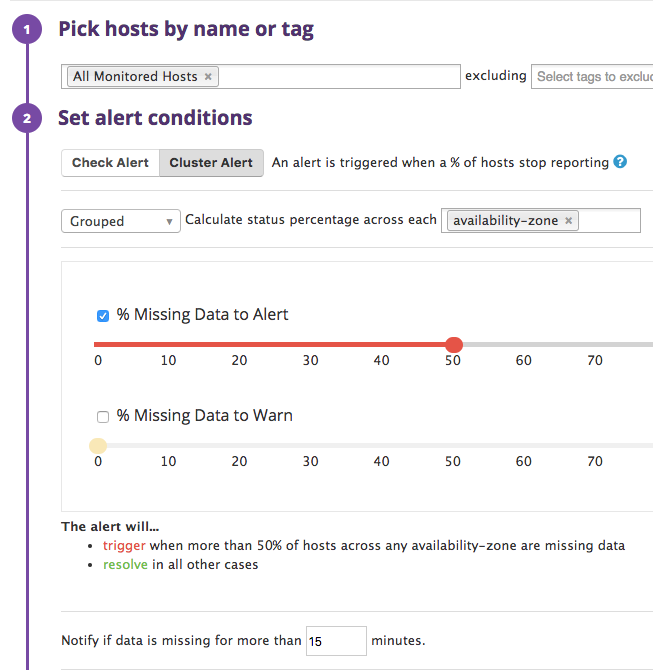 1 Pick hosts by name or tag
All Monitored Hosts × excluding Select tags to exclu
2 Set alert conditions
Check Alert Cluster Alert An alert is triggered when a % of hosts stop reporting ?
Grouped ▼ Calculate status percentage across each availability-zone ×
% Missing Data to Alert
0 10 20 30 40 50 60 70
% Missing Data to Warn
0 10 20 30 40 50 60 70
The alert will...
• trigger when more than 50% of hosts across any availability-zone are missing data
• resolve in all other cases
Notify if data is missing for more than 15 minutes.